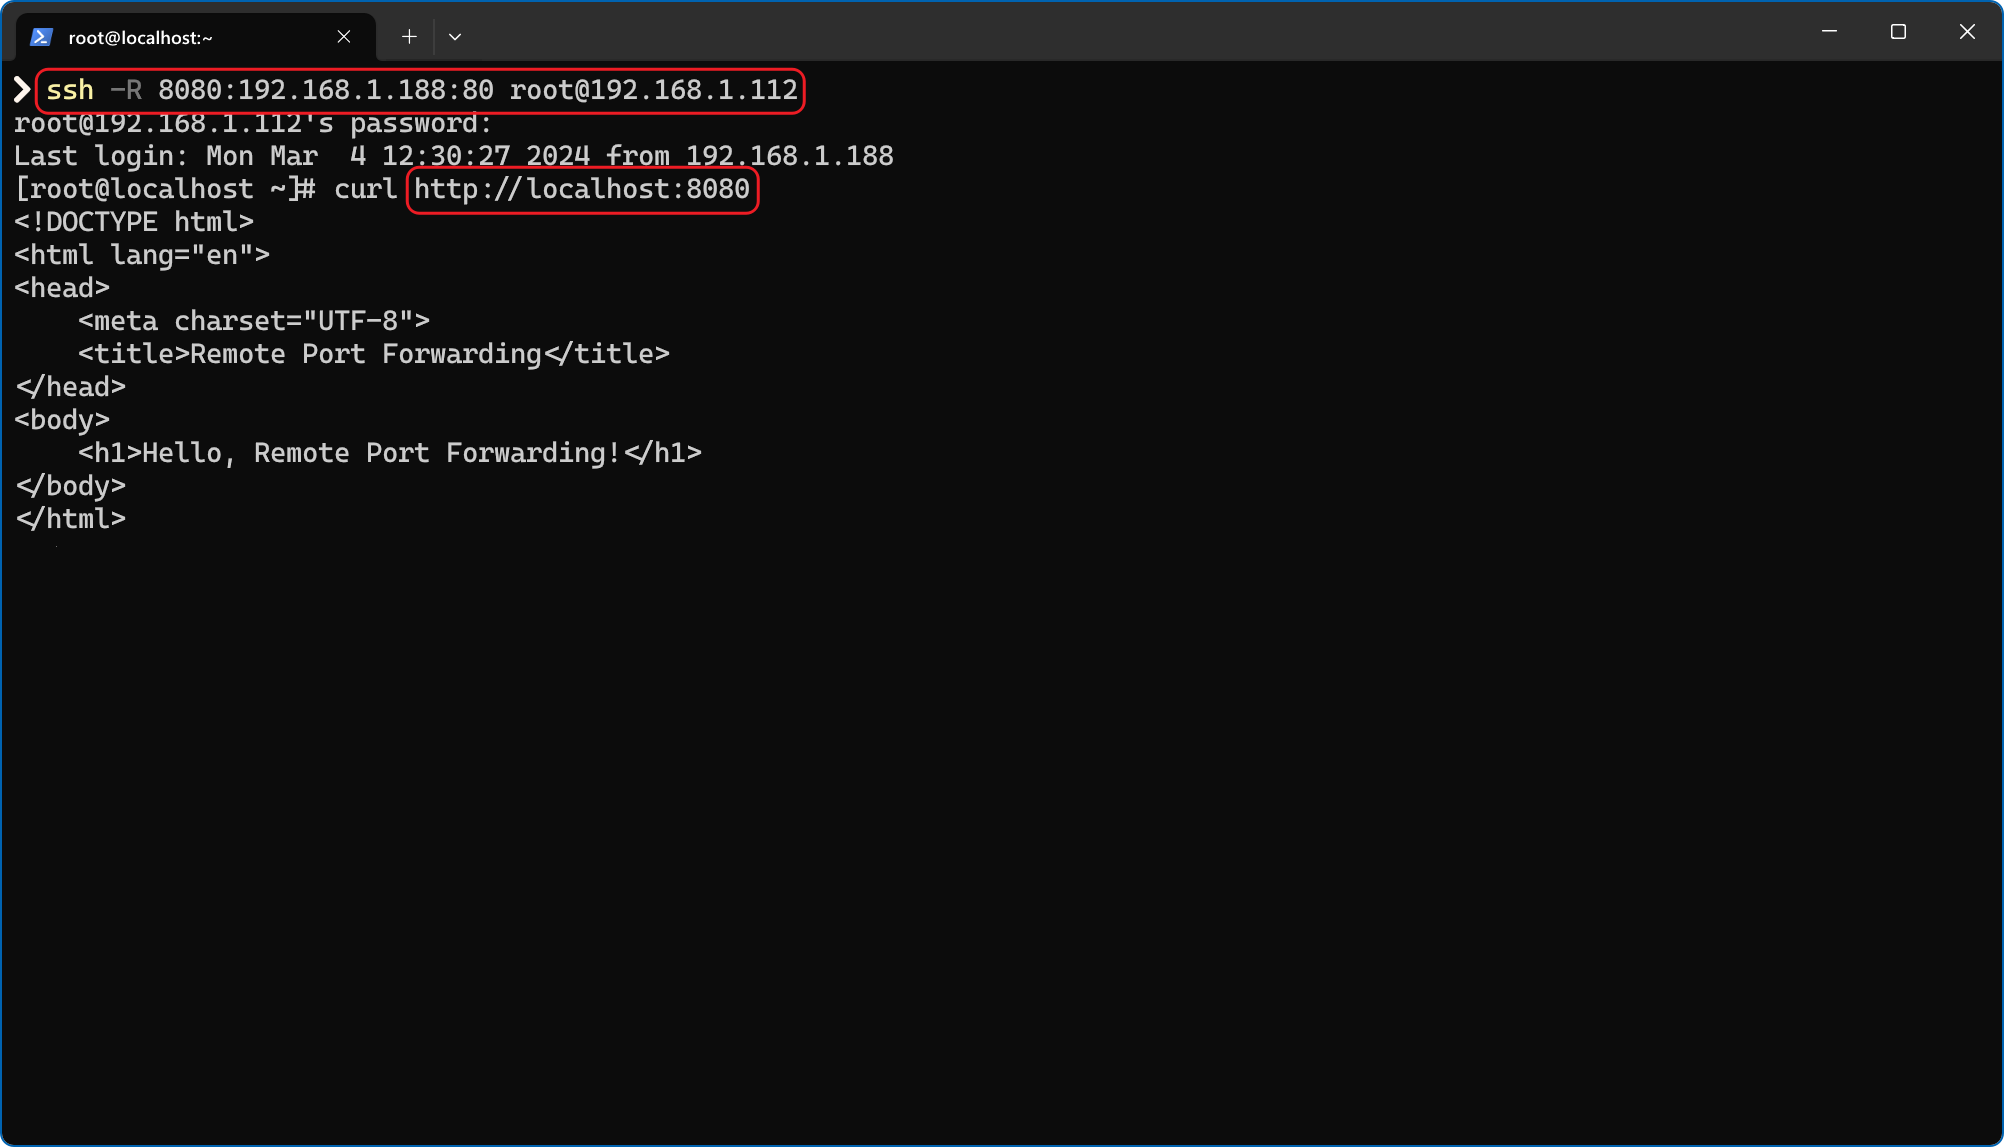 root@localhost:~
ssh -R 8080:192.168.1.188:80 root@192.168.1.112
root@192.168.1.112's password:
Last login: Mon Mar  4 12:30:27 2024 from 192.168.1.188
[root@localhost ~]# curl http://localhost:8080
<!DOCTYPE html>
<html lang="en">
<head>
    <meta charset="UTF-8">
    <title>Remote Port Forwarding</title>
</head>
<body>
    <h1>Hello, Remote Port Forwarding!</h1>
</body>
</html>